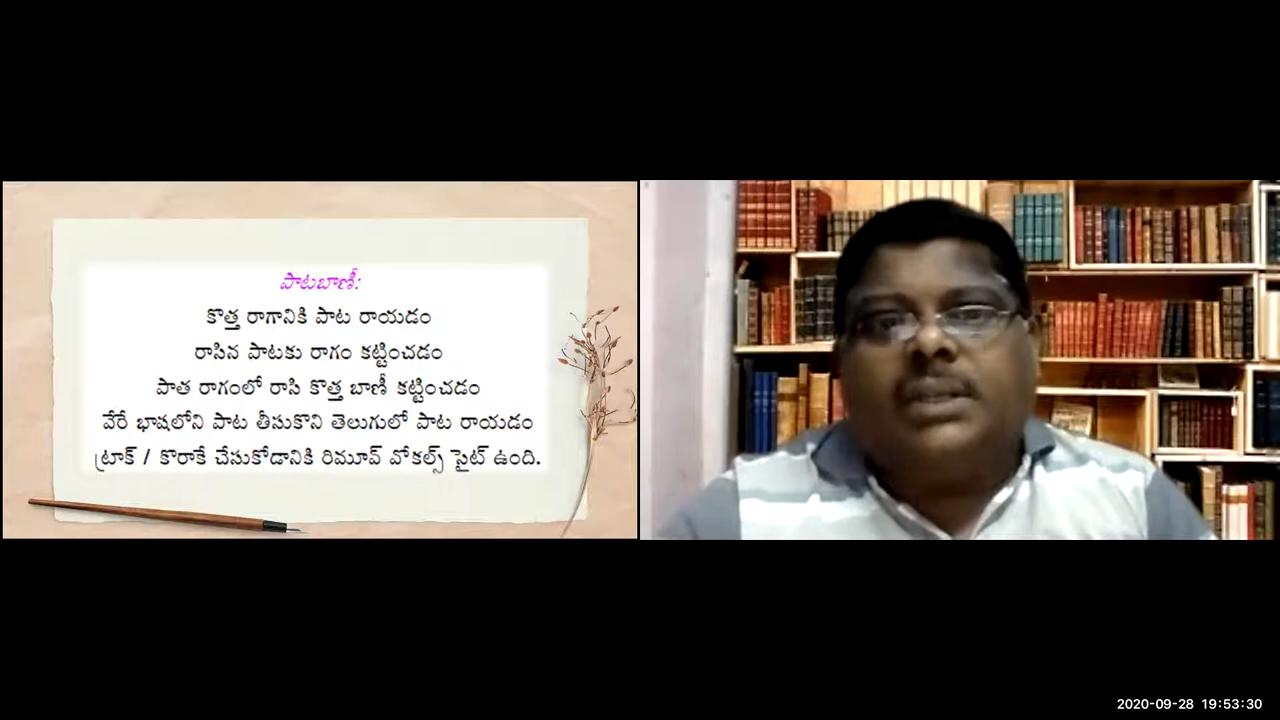 పాటబాణీ:
కొత్త రాగానికి పాట రాయడం
రాసిన పాటకు రాగం కట్టించడం
పాత రాగంలో రాసి కొత్త బాణీ కట్టించడం
వేరే భాషలోని పాట తీసుకొని తెలుగులో పాట రాయడం
ట్రాక్ / కొరాకే చేసుకోడానికి రిమూవ్ వోకల్స్ సైట్ ఉంది.
2020-09-28 19:53:30